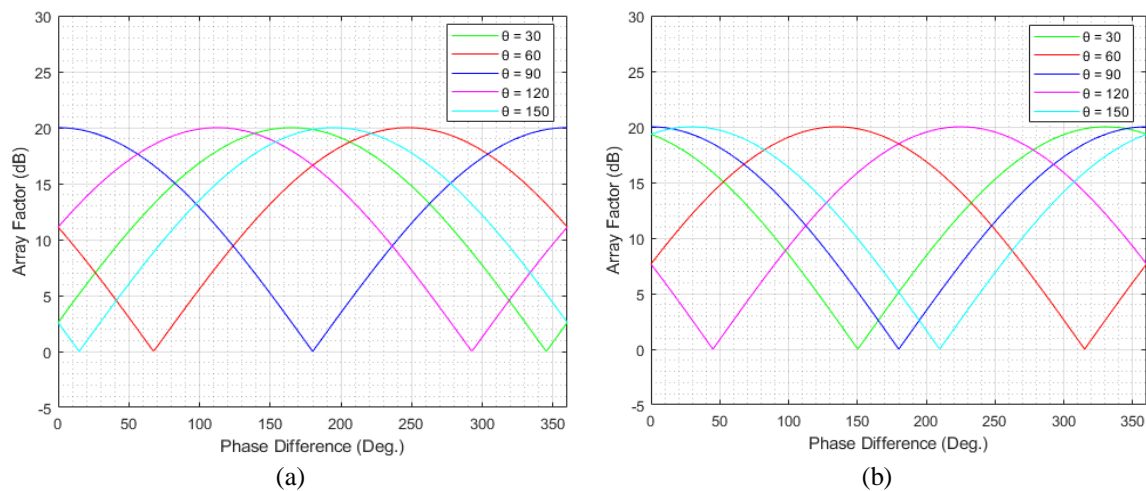 30
25
20
15
10
5
0
-5
Array Factor (dB)
0 50 100 150 200 250 300 350
Phase Difference (Deg.)
θ = 30
θ = 60
θ = 90
θ = 120
θ = 150
(a)
30
25
20
15
10
5
0
-5
Array Factor (dB)
0 50 100 150 200 250 300 350
Phase Difference (Deg.)
θ = 30
θ = 60
θ = 90
θ = 120
θ = 150
(b)